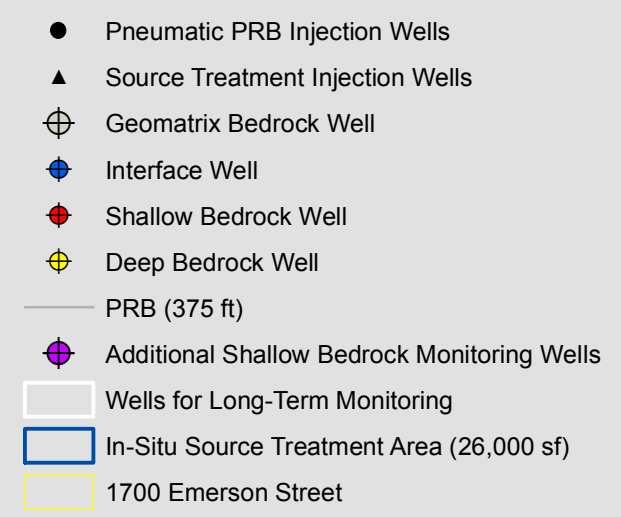 Pneumatic PRB Injection Wells
Source Treatment Injection Wells
Geomatrix Bedrock Well
Interface Well
Shallow Bedrock Well
Deep Bedrock Well
PRB (375 ft)
Additional Shallow Bedrock Monitoring Wells
Wells for Long-Term Monitoring
In-Situ Source Treatment Area (26,000 sf)
1700 Emerson Street